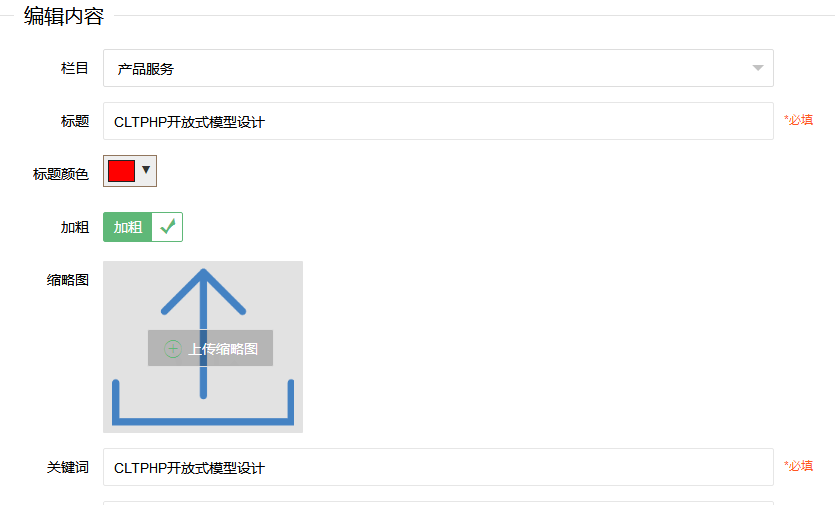 编辑内容
栏目 产品服务
标题 CLTPHP开放式模型设计 *必填
标题颜色
加粗 加粗
缩略图
上传缩略图
关键词 CLTPHP开放式模型设计 *必填